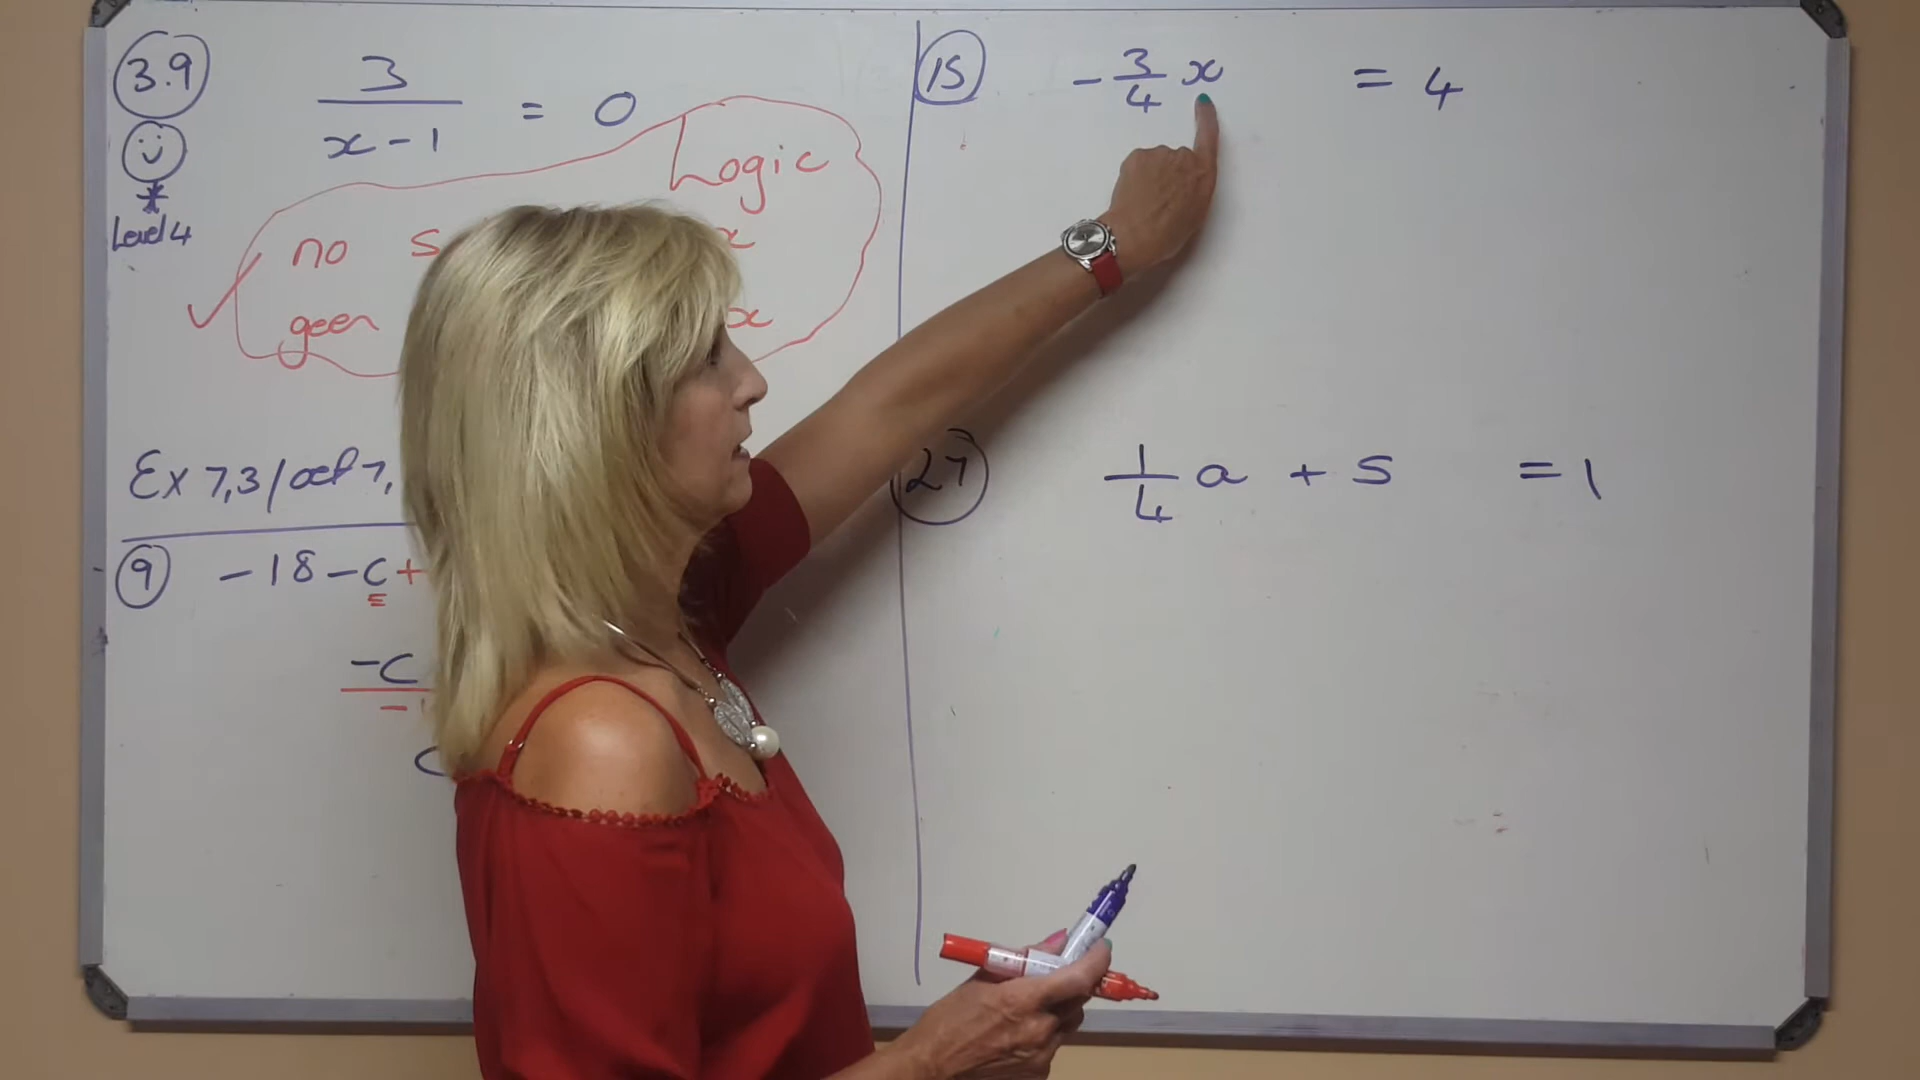 3.9
3
x - 1
= 0
Level 4
Logic
no
x
geen
x
Ex 7,3 / oef 7,
9
-18 - c +
-c
15
- 3/4 x = 4
27
1/4 a + 5 = 1